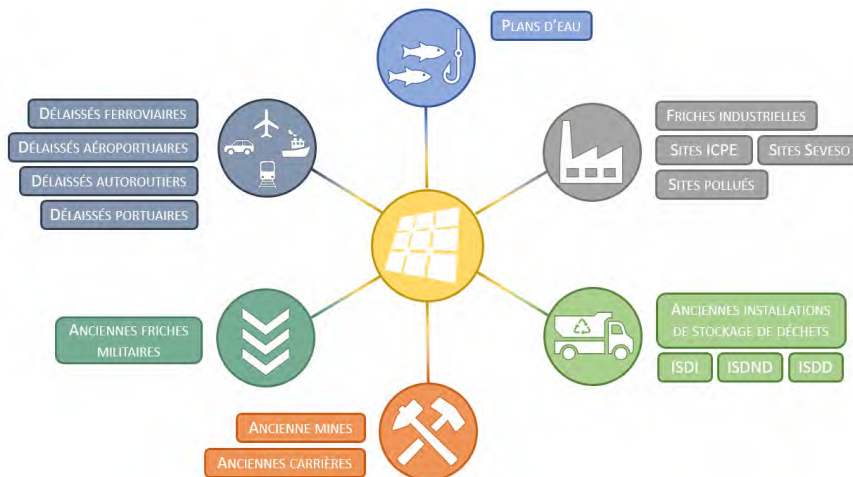 PLANS D'EAU
DÉLAISSÉS FERROVIAIRES
DÉLAISSÉS AÉROPORTUAIRES
DÉLAISSÉS AUTOROUTIERS
DÉLAISSÉS PORTUAIRES
FRICHES INDUSTRIELLES
SITES ICPE
SITES SEVESO
SITES POLLUÉS
ANCIENNES FRICHES
MILITAIRES
ANCIENNES INSTALLATIONS
DE STOCKAGE DE DÉCHETS
ISDI
ISDND
ISDD
ANCIENNE MINES
ANCIENNES CARRIÈRES